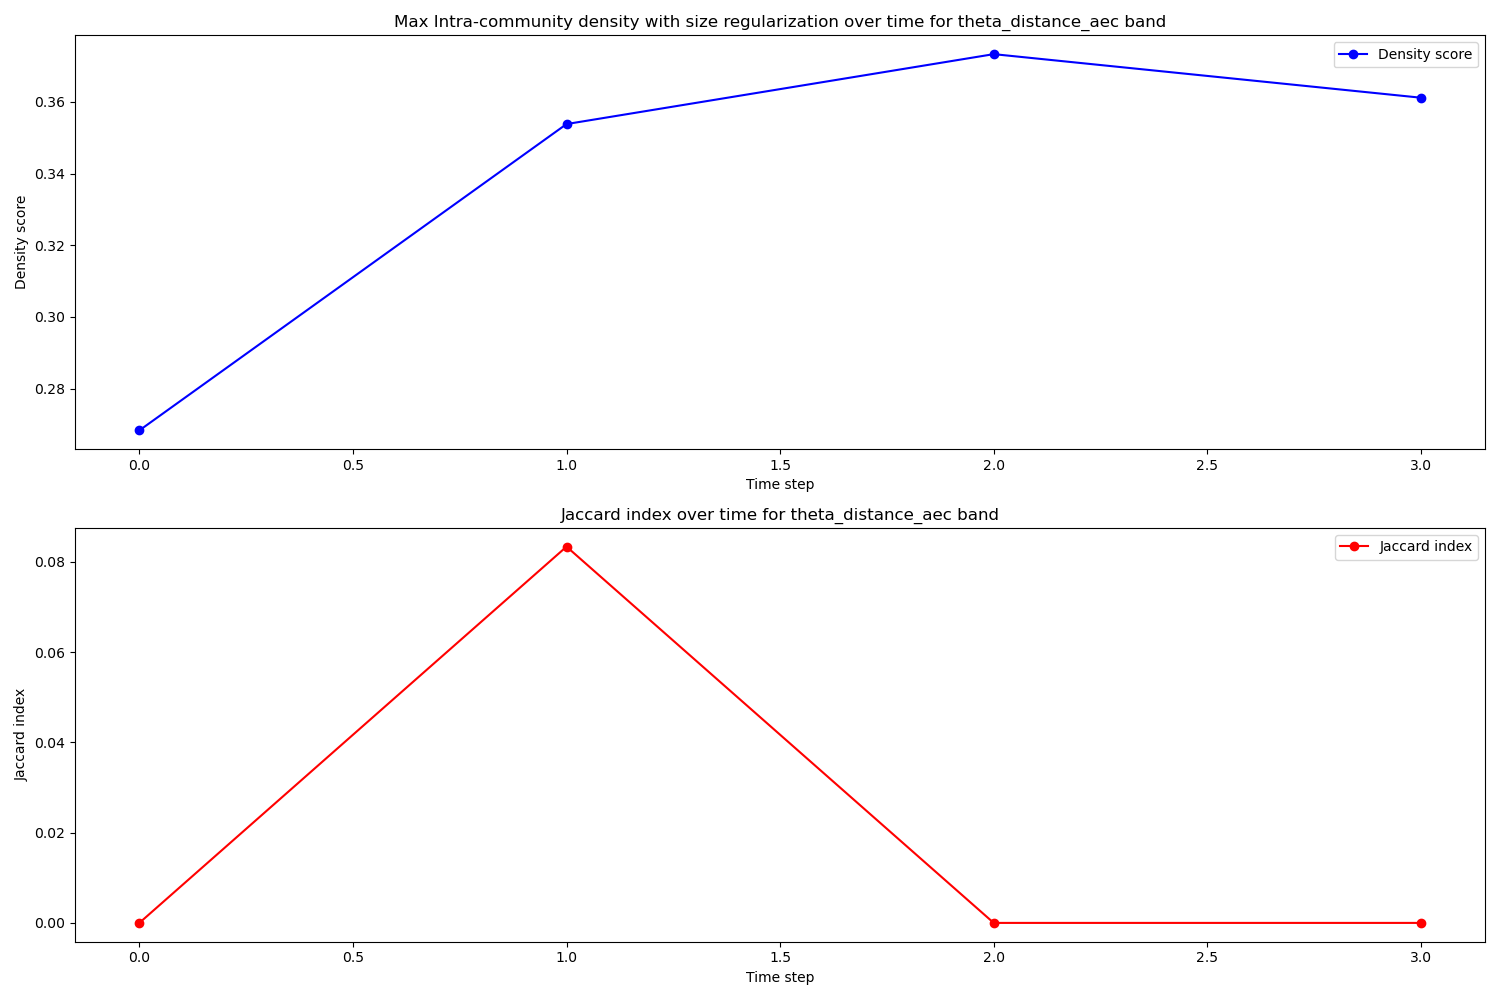 Max Intra-community density with size regularization over time for theta_distance_aec band
Density score
0.36
0.34
0.32
0.30
0.28
Density score
0.0 0.5 1.0 1.5 2.0 2.5 3.0
Time step
Jaccard index over time for theta_distance_aec band
Jaccard index
0.08
0.06
0.04
0.02
0.00
Jaccard index
0.0 0.5 1.0 1.5 2.0 2.5 3.0
Time step